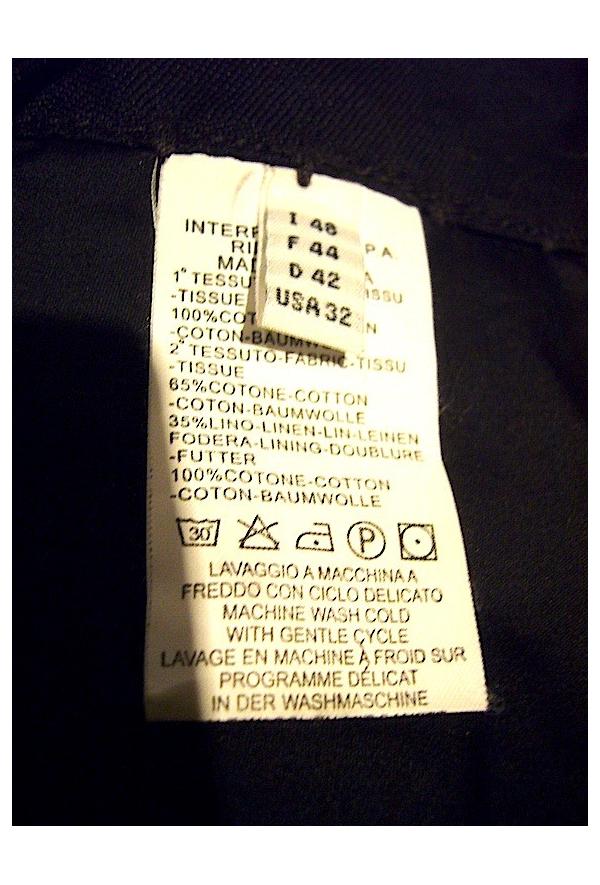 I 48
F 44
D 42
USA 32
INTERF
RI P.A.
MA A
1° TESSU ISSU
-TISSUE
100%COT N
-COTON-BAUMW
2° TESSUTO-FABRIC-TISSU
-TISSUE
65%COTONE-COTTON
-COTON-BAUMWOLLE
35%LINO-LINEN-LIN-LEINEN
FODERA-LINING-DOUBLURE
-FUTTER
100%COTONE-COTTON
-COTON-BAUMWOLLE
30° P
LAVAGGIO A MACCHINA A
FREDDO CON CICLO DELICATO
MACHINE WASH COLD
WITH GENTLE CYCLE
LAVAGE EN MACHINE À FROID SUR
PROGRAMME DÉLICAT
IN DER WASHMASCHINE